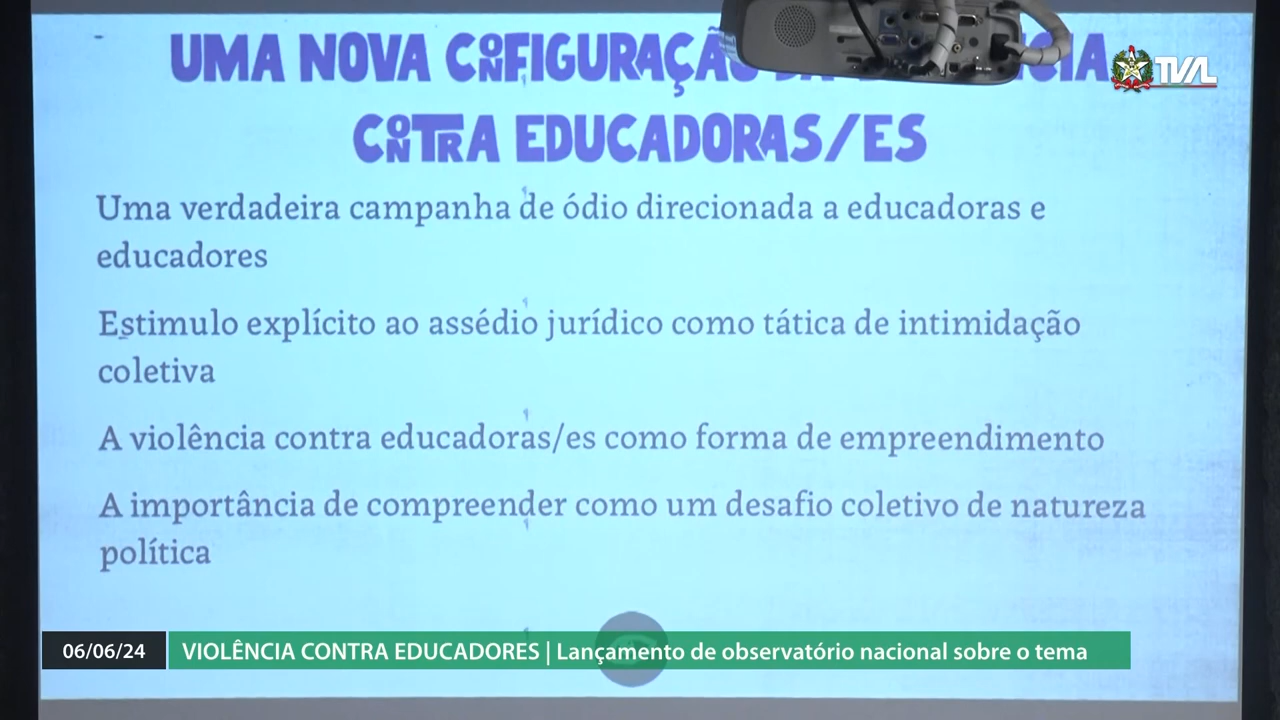 UMA NOVA CONFIGURAÇÃO
CONTRA EDUCADORAS/ES
TVAL
Uma verdadeira campanha de ódio direcionada a educadoras e
educadores
Estimulo explícito ao assédio jurídico como tática de intimidação
coletiva
A violência contra educadoras/es como forma de empreendimento
A importância de compreender como um desafio coletivo de natureza
política
06/06/24 VIOLÊNCIA CONTRA EDUCADORES | Lançamento de observatório nacional sobre o tema